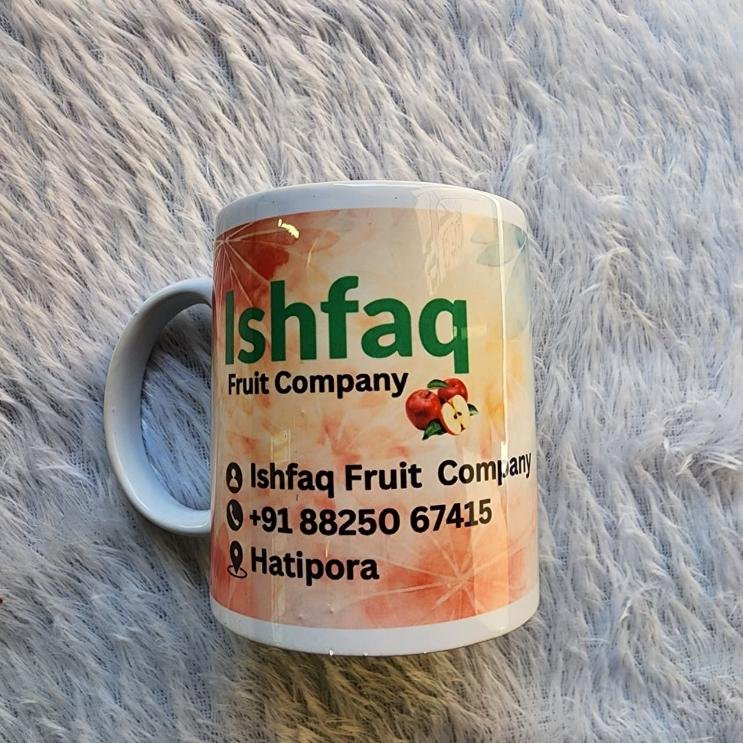 Ishfaq
Fruit Company
Ishfaq Fruit Company
+91 88250 67415
Hatipora